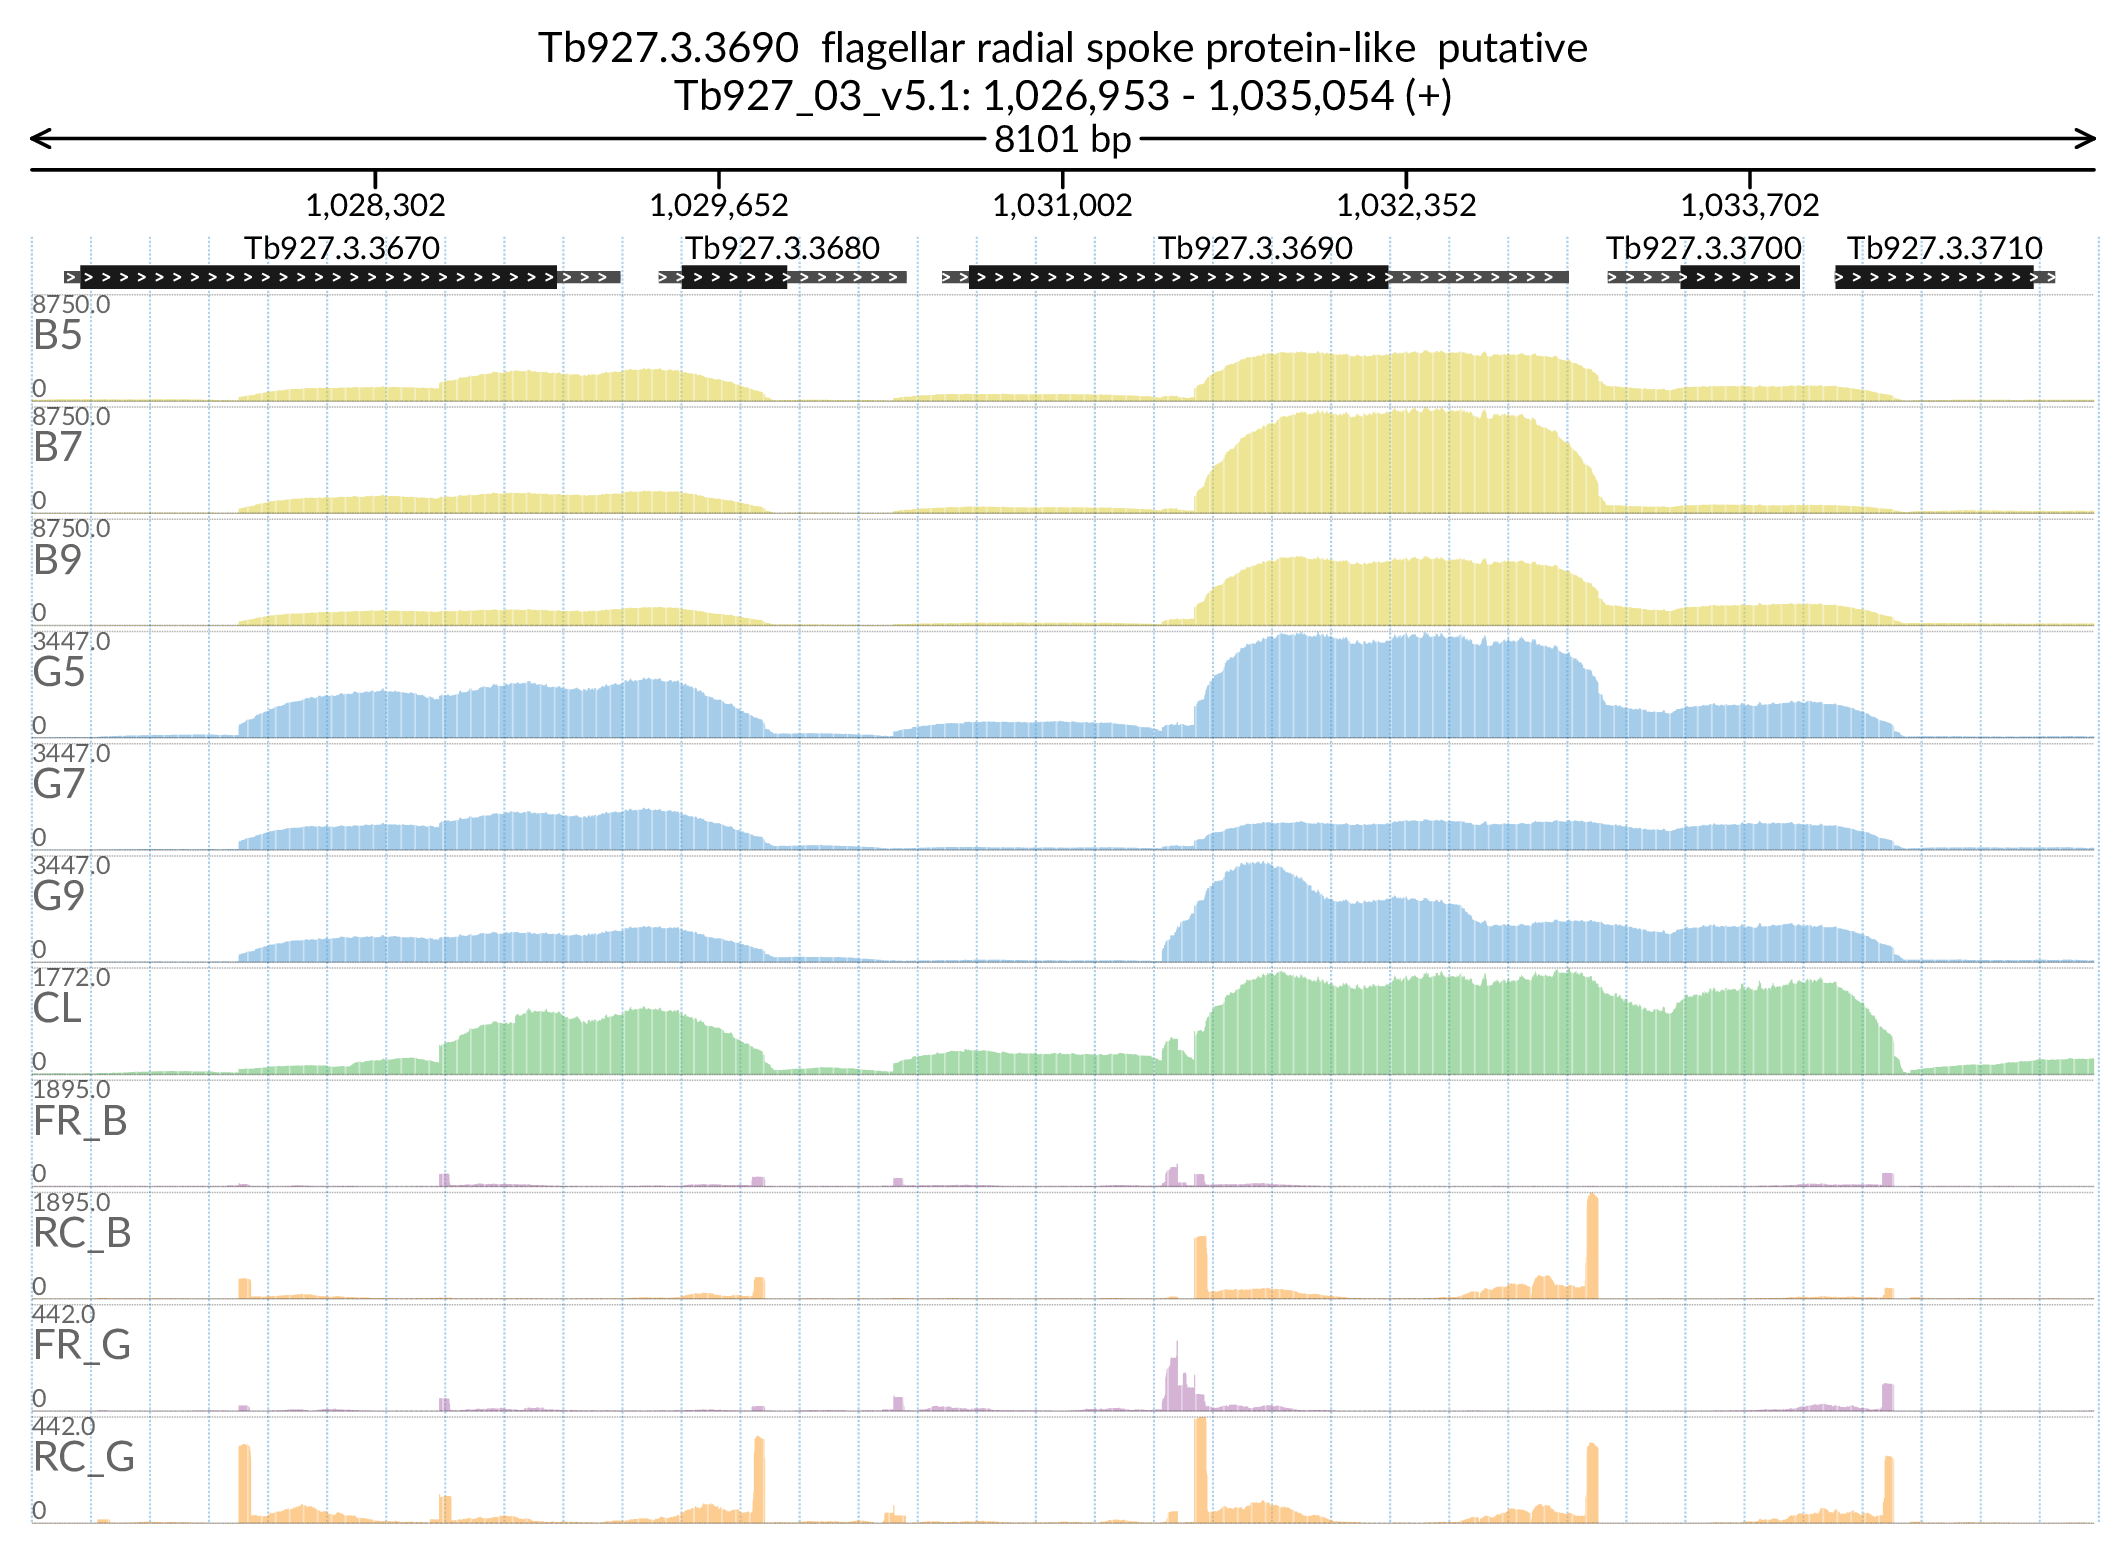 Tb927.3.3690  flagellar radial spoke protein-like  putative
Tb927_03_v5.1: 1,026,953 - 1,035,054 (+)
8101 bp
1,028,302 1,029,652 1,031,002 1,032,352 1,033,702
Tb927.3.3670 Tb927.3.3680 Tb927.3.3690 Tb927.3.3700 Tb927.3.3710
8750.0
B5
0
8750.0
B7
0
8750.0
B9
0
3447.0
G5
0
3447.0
G7
0
3447.0
G9
0
1772.0
CL
0
1895.0
FR_B
0
1895.0
RC_B
0
442.0
FR_G
0
442.0
RC_G
0